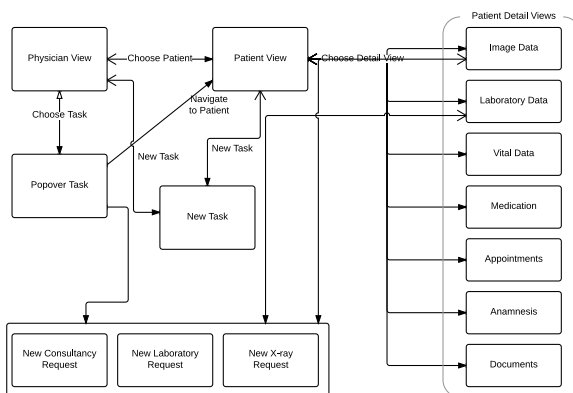 Patient Detail Views
Physician View
Choose Patient
Patient View
Choose Detail View
Image Data
Choose Task
Navigate
to Patient
Laboratory Data
New Task
New Task
Vital Data
Popover Task
New Task
Medication
Appointments
Anamnesis
New Consultancy
Request
New Laboratory
Request
New X-ray
Request
Documents